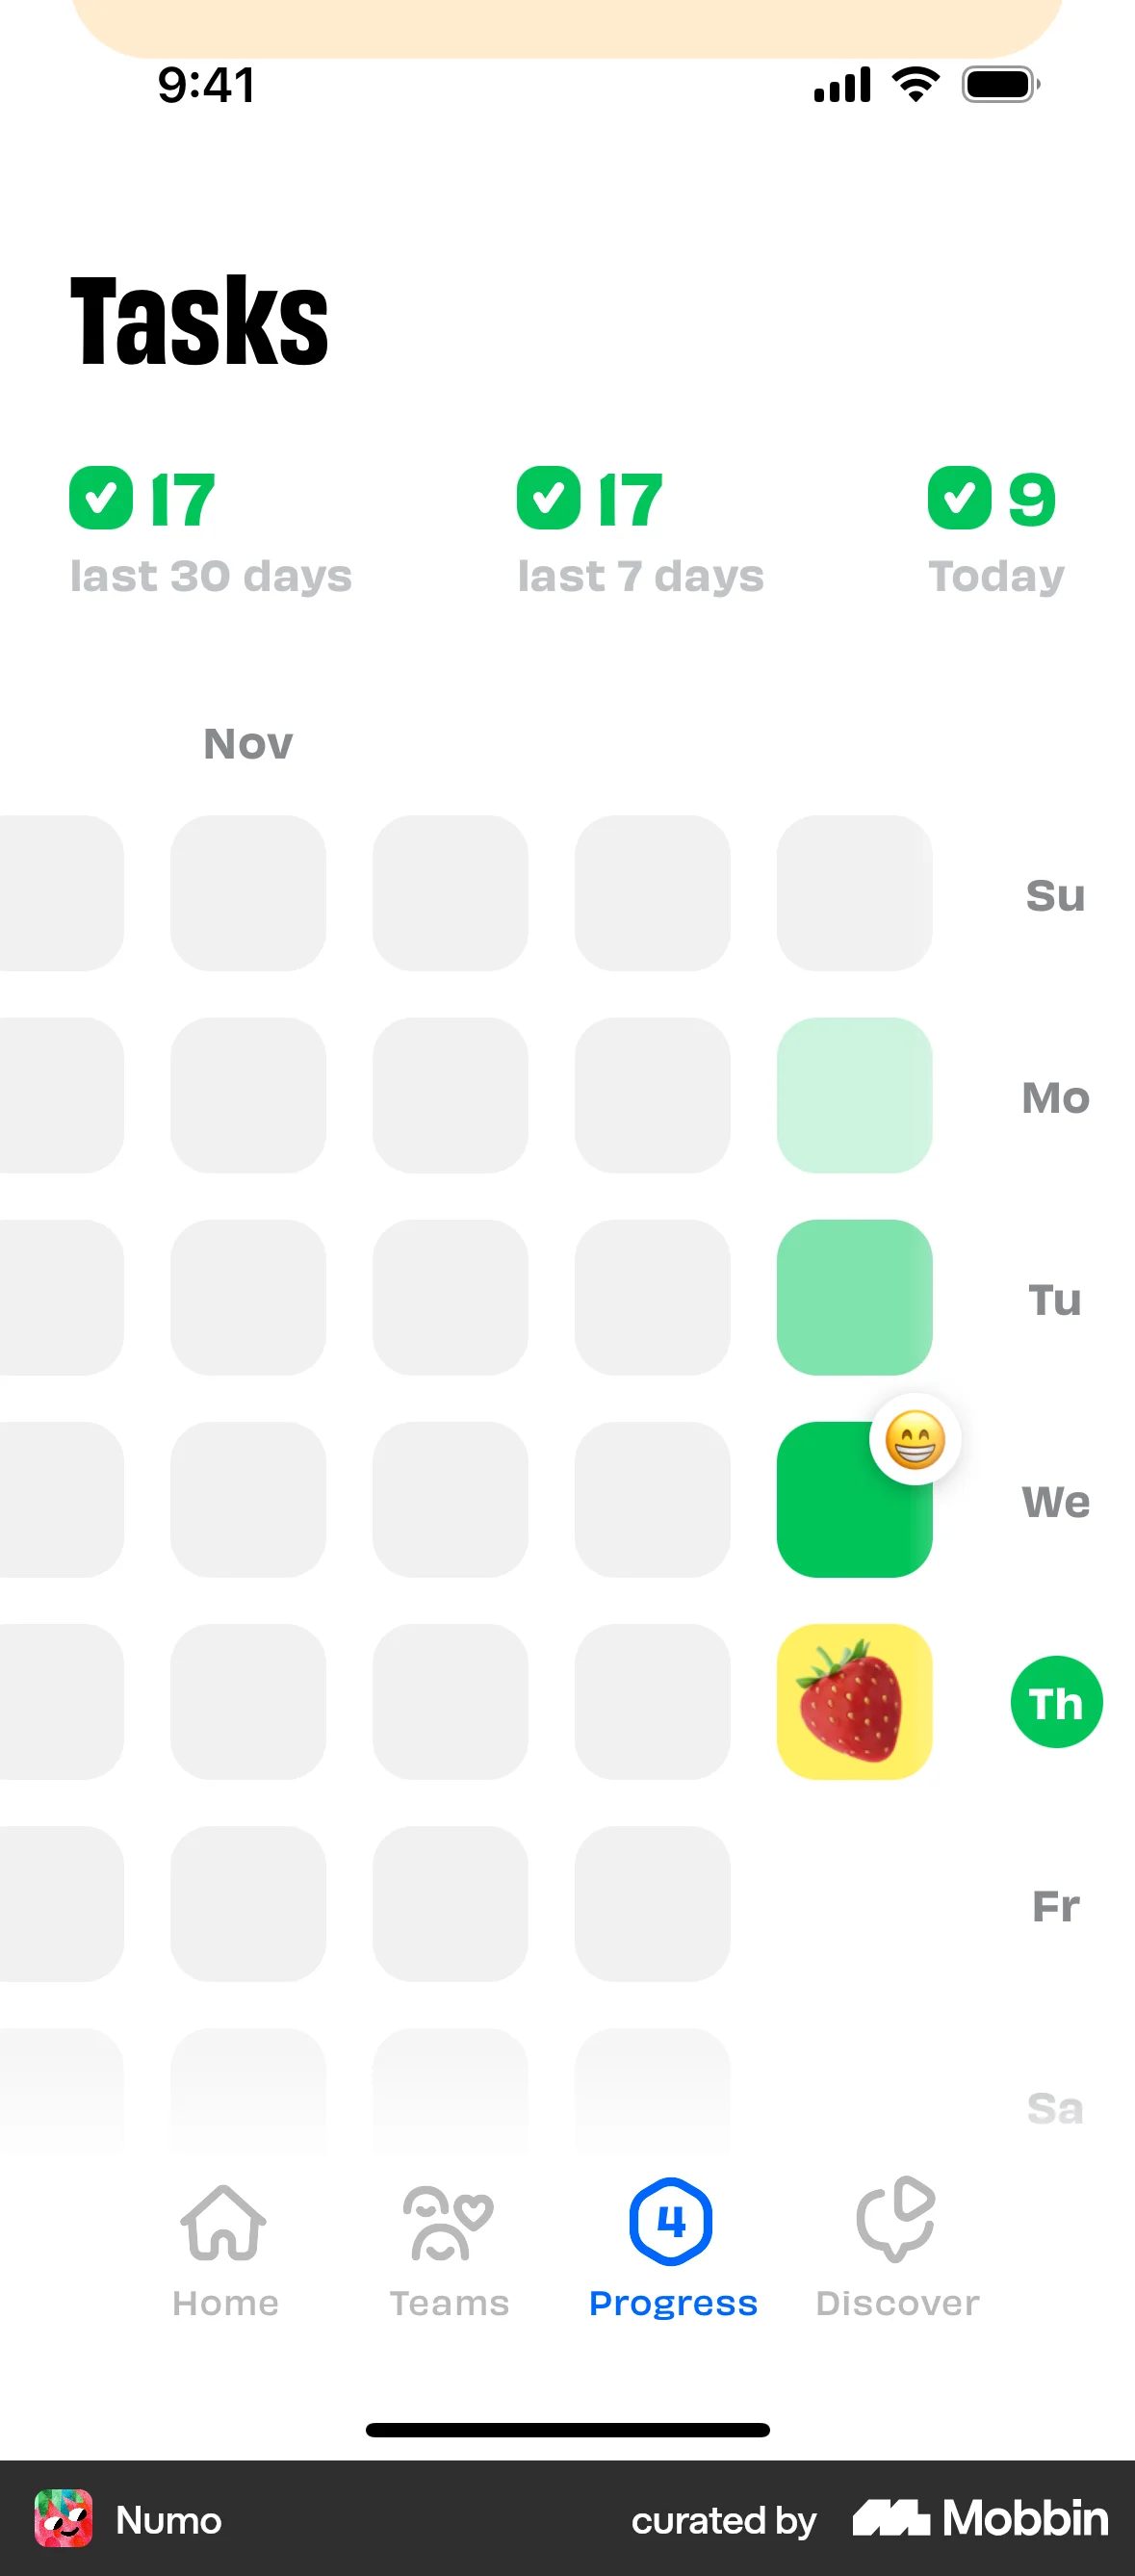 9:41
Tasks
17 17 9
last 30 days last 7 days Today
Nov
Su
Mo
Tu
We
Th
Fr
Sa
4
Home Teams Progress Discover
Numo curated by Mobbin